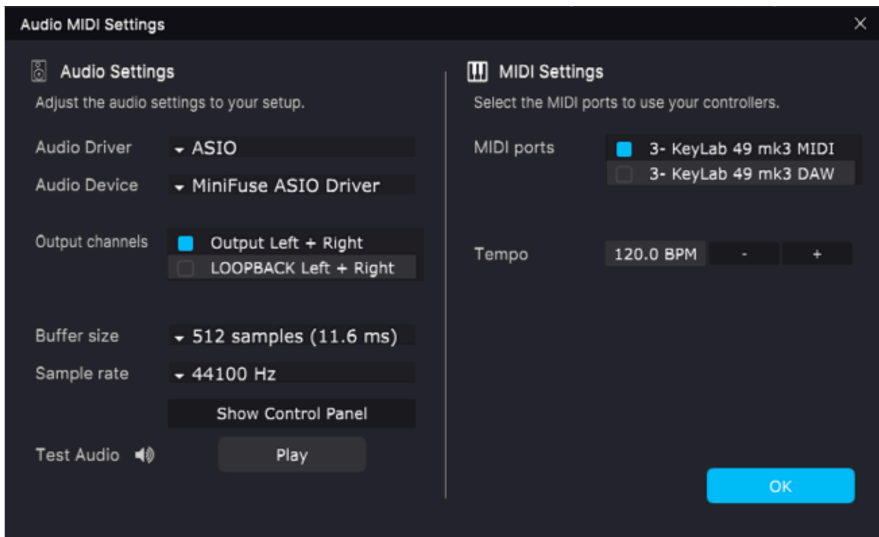 Audio MIDI Settings
Audio Settings
Adjust the audio settings to your setup.
Audio Driver ASIO
Audio Device MiniFuse ASIO Driver
Output channels Output Left + Right
LOOPBACK Left + Right
Buffer size 512 samples (11.6 ms)
Sample rate 44100 Hz
Show Control Panel
Test Audio Play
MIDI Settings
Select the MIDI ports to use your controllers.
MIDI ports 3- KeyLab 49 mk3 MIDI
3- KeyLab 49 mk3 DAW
Tempo 120.0 BPM - +
OK